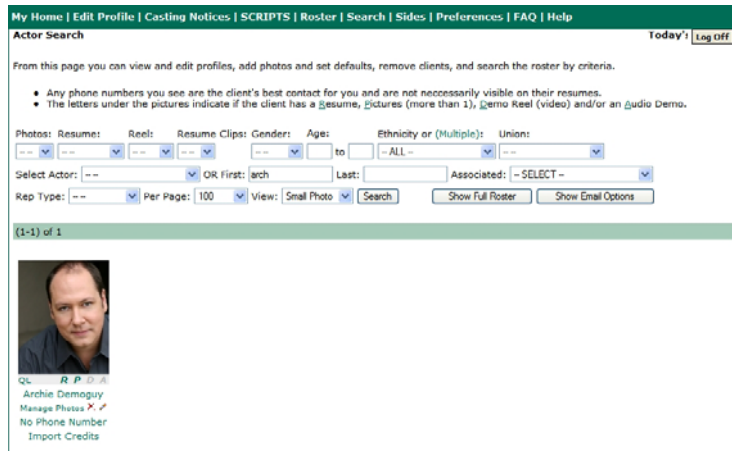 My Home | Edit Profile | Casting Notices | SCRIPTS | Roster | Search | Sides | Preferences | FAQ | Help
Actor Search Today': Log Off
From this page you can view and edit profiles, add photos and set defaults, remove clients, and search the roster by criteria.
• Any phone numbers you see are the client's best contact for you and are not neccessarily visible on their resumes.
• The letters under the pictures indicate if the client has a Resume, Pictures (more than 1), Demo Reel (video) and/or an Audio Demo.
Photos: Resume: Reel: Resume Clips: Gender: Age: Ethnicity or (Multiple): Union:
-- -- -- -- -- to -- ALL -- --
Select Actor: -- OR First: arch Last: Associated: -- SELECT --
Rep Type: -- Per Page: 100 View: Small Photo Search Show Full Roster Show Email Options
(1-1) of 1
QL R P D A
Archie Demoguy
Manage Photos
No Phone Number
Import Credits